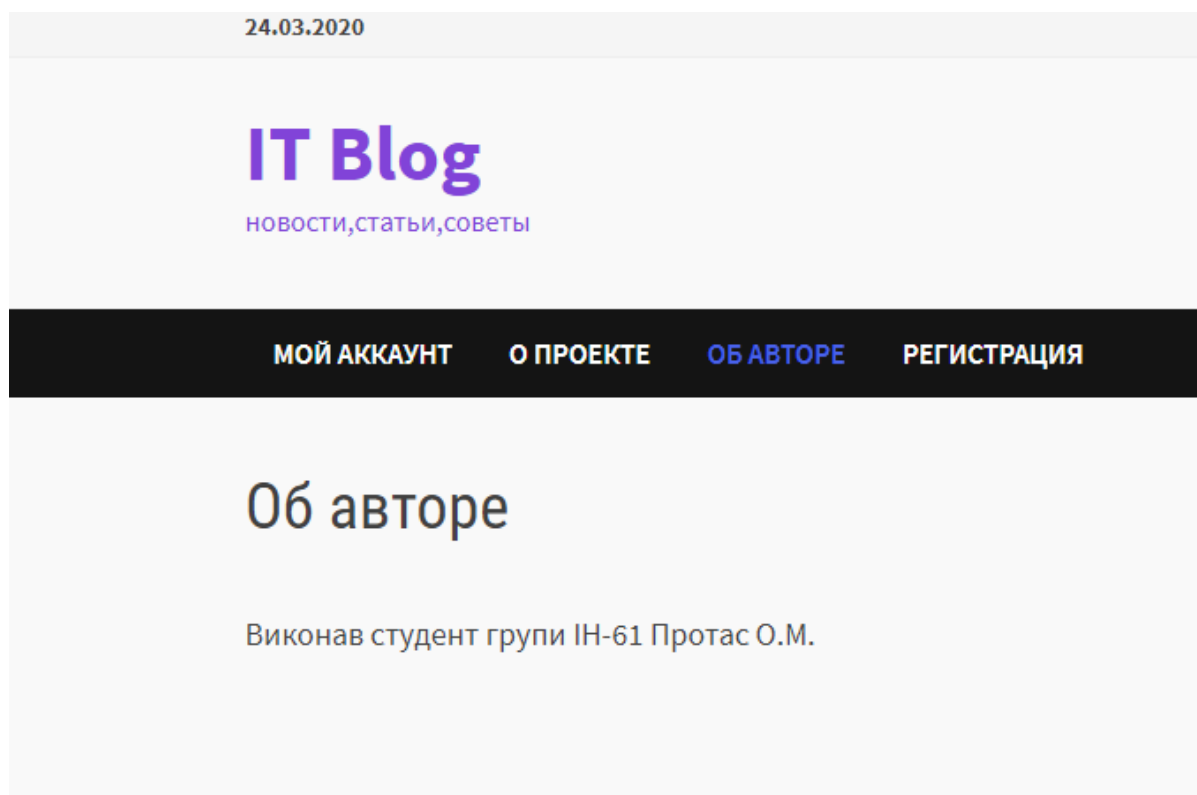 24.03.2020
IT Blog
новости,статьи,советы
МОЙ АККАУНТ О ПРОЕКТЕ ОБ АВТОРЕ РЕГИСТРАЦИЯ
Об авторе
Виконав студент групи ІН-61 Протас О.М.